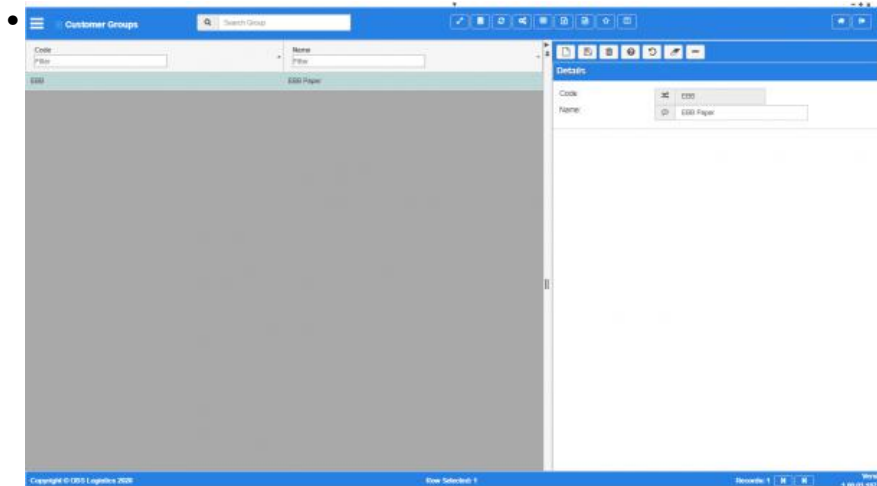 Customer Groups
Search Group
Code
Name
Filter
Filter
EBB
EBB Paper
Details
Code:
EBB
Name:
EBB Paper
Copyright © OBS Logistics 2020
Row Selected: 1
Records: 1